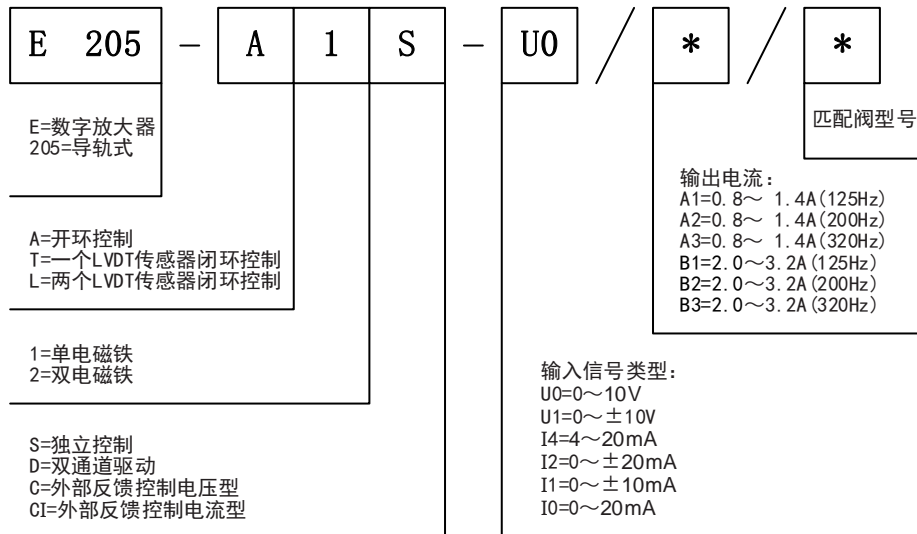 E 205 - A 1 S - U0 / * / *
E=数字放大器
205=导轨式
匹配阀型号
输出电流:
A1=0.8～ 1.4A(125Hz)
A2=0.8～ 1.4A(200Hz)
A3=0.8～ 1.4A(320Hz)
B1=2.0～3.2A(125Hz)
B2=2.0～3.2A(200Hz)
B3=2.0～3.2A(320Hz)
A=开环控制
T=一个LVDT传感器闭环控制
L=两个LVDT传感器闭环控制
1=单电磁铁
2=双电磁铁
输入信号类型:
U0=0～10V
U1=0～±10V
I4=4～20mA
I2=0～±20mA
I1=0～±10mA
I0=0～20mA
S=独立控制
D=双通道驱动
C=外部反馈控制电压型
CI=外部反馈控制电流型